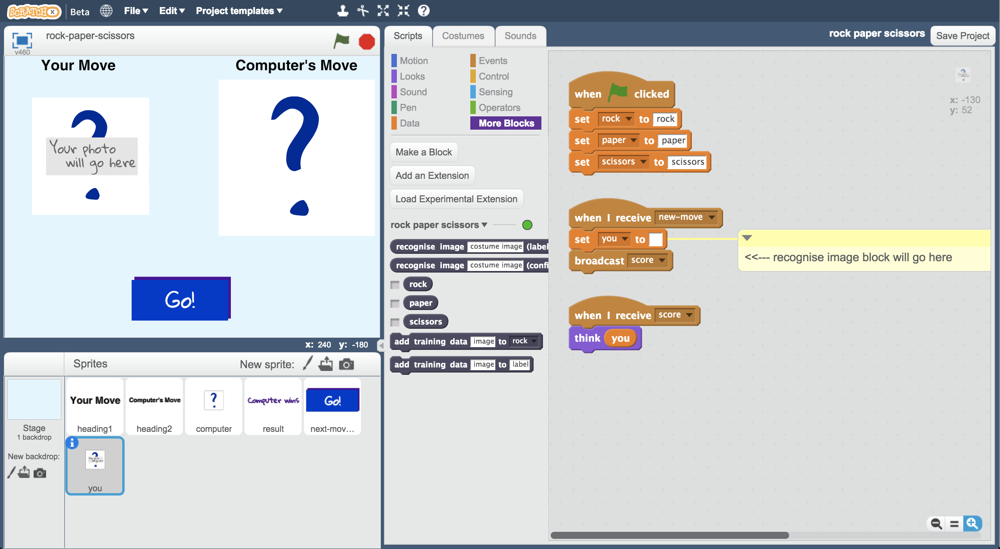 SCRATCH X Beta File Edit Project templates
rock-paper-scissors
v460
Your Move Computer's Move
Your photo
will go here
Go!
x: 240 y: -180
Sprites New sprite:
Stage
1 backdrop
New backdrop:
Your Move
heading1
Computer's Move
heading2
?
computer
Computer wins
result
Go!
next-mov...
you
Scripts Costumes Sounds
rock paper scissors Save Project
Motion Events
Looks Control
Sound Sensing
Pen Operators
Data More Blocks
Make a Block
Add an Extension
Load Experimental Extension
rock paper scissors
recognise image costume image (label
recognise image costume image (confi
rock
paper
scissors
add training data image to rock
add training data image to label
when clicked
set rock to rock
set paper to paper
set scissors to scissors
when I receive new-move
set you to
broadcast score
<<--- recognise image block will go here
when I receive score
think you
x: -130
y: 52